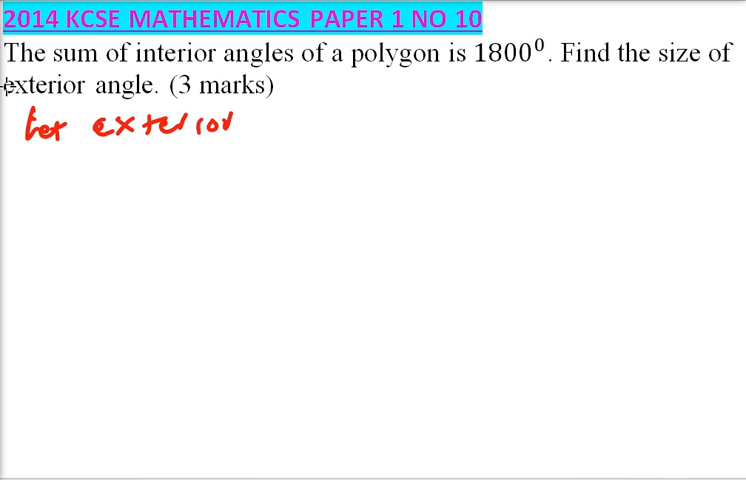 2014 KCSE MATHEMATICS PAPER 1 NO 10
The sum of interior angles of a polygon is 1800⁰. Find the size of
exterior angle. (3 marks)
Let exterior